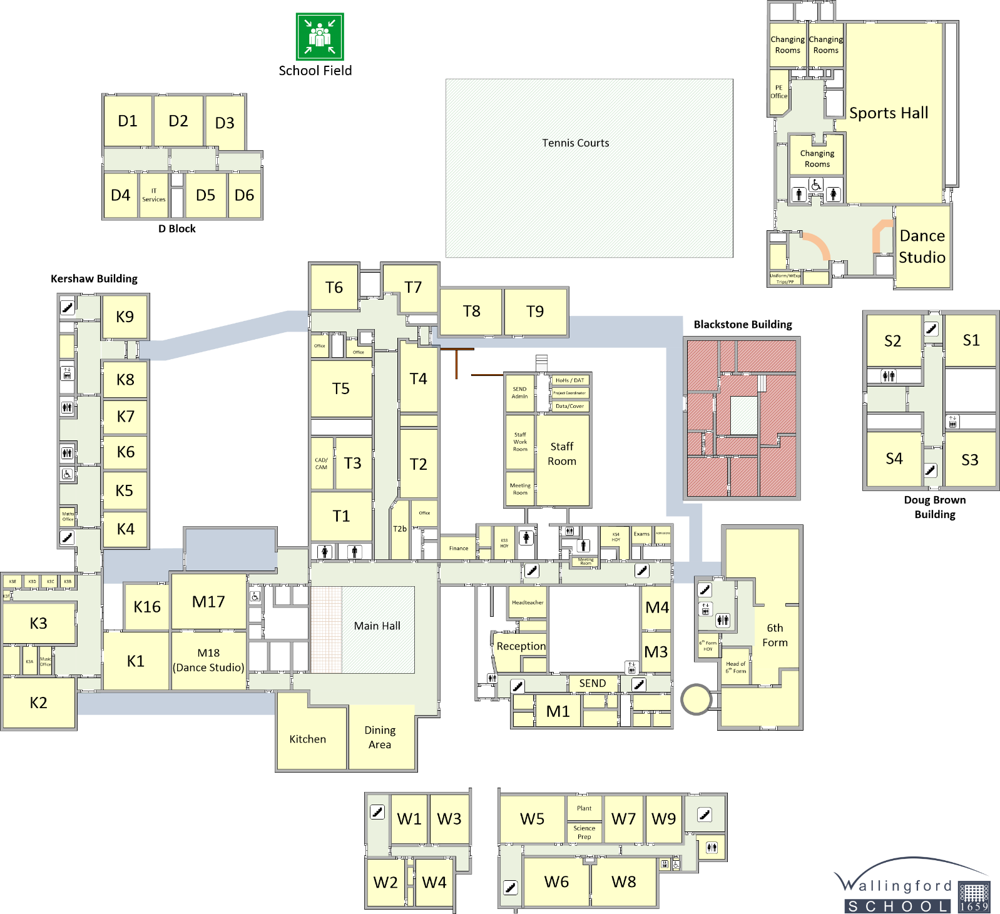 School Field
Changing
Rooms
Changing
Rooms
PE
Office
Sports Hall
Changing
Rooms
Dance
Studio
Uniform/WExp
Trips/PP
Tennis Courts
D1
D2
D3
D4
IT
Services
D5
D6
D Block
Kershaw Building
K9
K8
K7
K6
K5
Maths
Office
K4
T6
T7
T8
T9
Office
Office
T5
T4
CAD/
CAM
T3
T2
T1
T2b
Office
SEND
Admin
HoHs / DAT
Project Coordinator
Data/Cover
Staff
Work
Room
Staff
Room
Meeting
Room
Finance
KS3
HOY
KS4
HOY
Exams
Admissions
Meeting
Room
Blackstone Building
S2
S1
S4
S3
Doug Brown
Building
K3E
K3D
K3C
K3B
K3F
K3
K3A
Music
Office
K2
K16
K1
M17
M18
(Dance Studio)
Main Hall
Kitchen
Dining
Area
Headteacher
Reception
M4
M3
SEND
M1
6th
Form
6th Form
HOY
Head of
6th Form
W1
W3
W2
W4
W5
Plant
Science
Prep
W7
W9
W6
W8
Wallingford
SCHOOL
1659